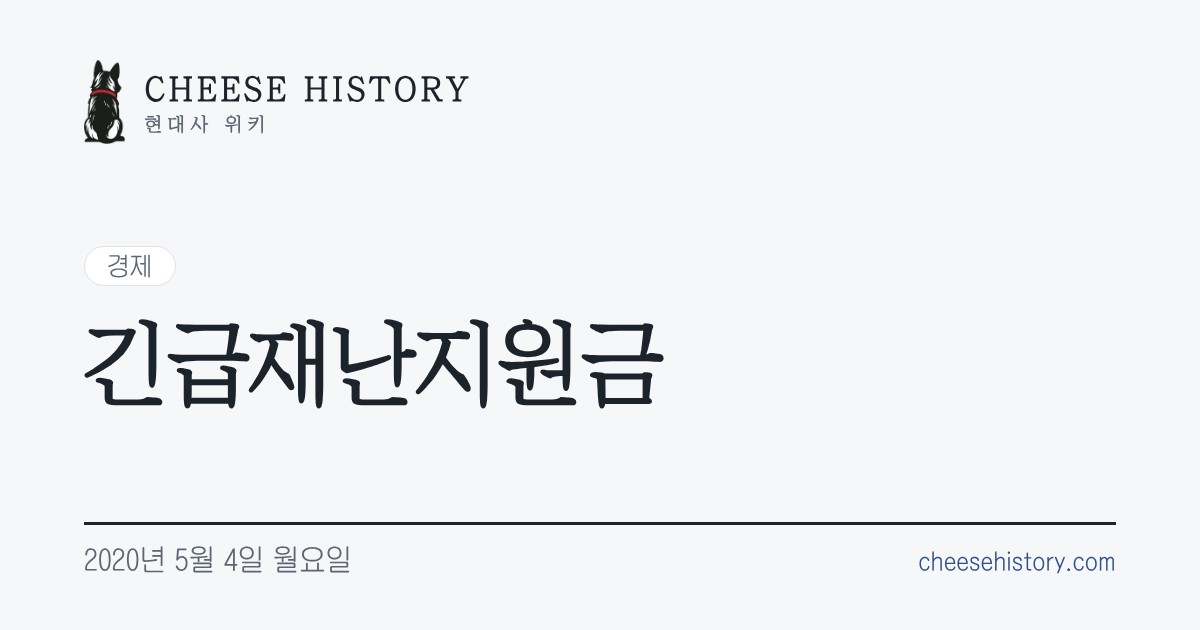 CHEESE HISTORY
현대사 위키
경제
긴급재난지원금
2020년 5월 4일 월요일
cheesehistory.com